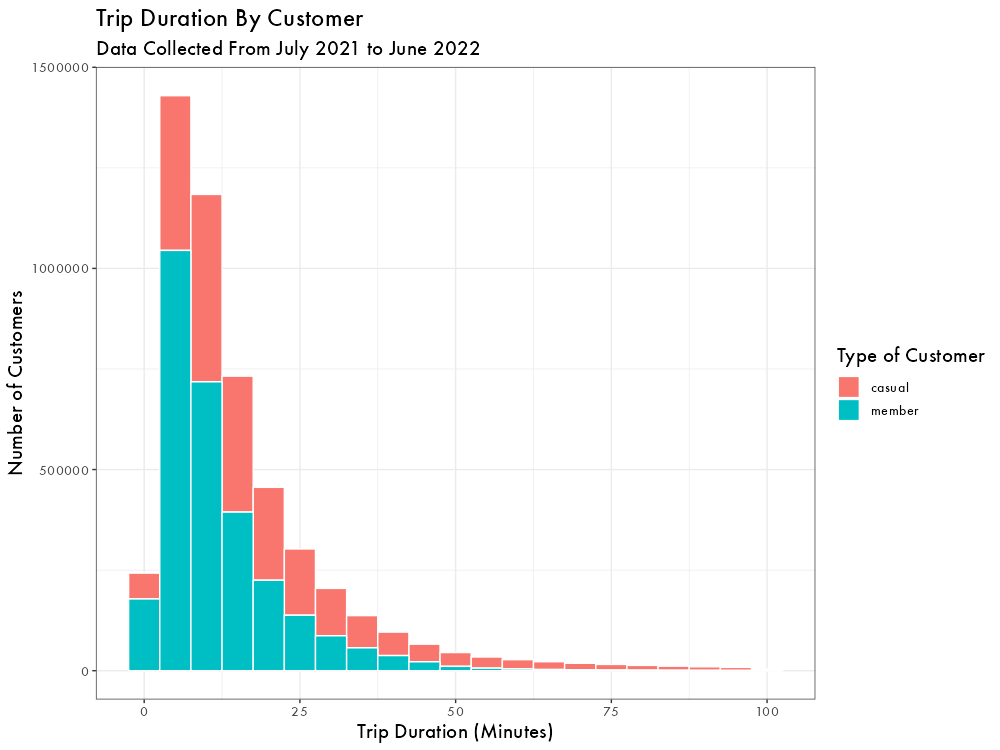 Trip Duration By Customer
Data Collected From July 2021 to June 2022
1500000
1000000
500000
0
Number of Customers
0 25 50 75 100
Trip Duration (Minutes)
Type of Customer
casual
member